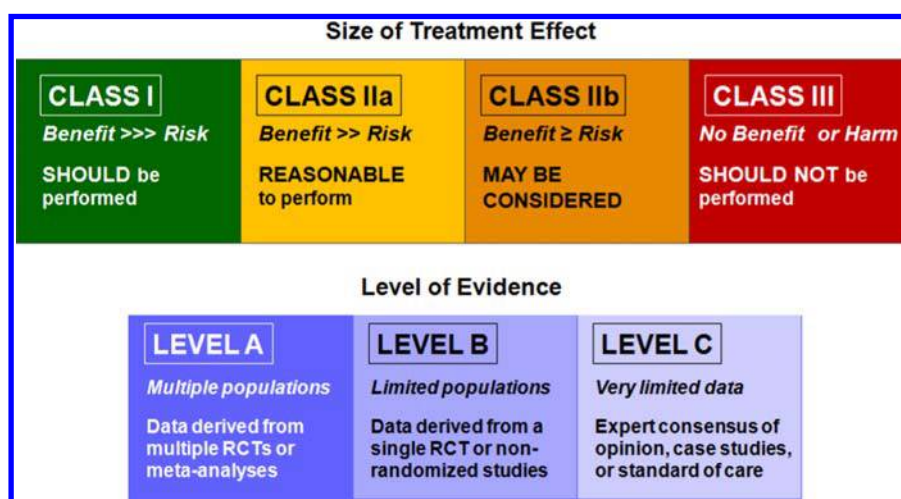 Size of Treatment Effect
CLASS I
Benefit >>> Risk
SHOULD be
performed
CLASS IIa
Benefit >> Risk
REASONABLE
to perform
CLASS IIb
Benefit ≥ Risk
MAY BE
CONSIDERED
CLASS III
No Benefit or Harm
SHOULD NOT be
performed
Level of Evidence
LEVEL A
Multiple populations
Data derived from
multiple RCTs or
meta-analyses
LEVEL B
Limited populations
Data derived from a
single RCT or non-
randomized studies
LEVEL C
Very limited data
Expert consensus of
opinion, case studies,
or standard of care